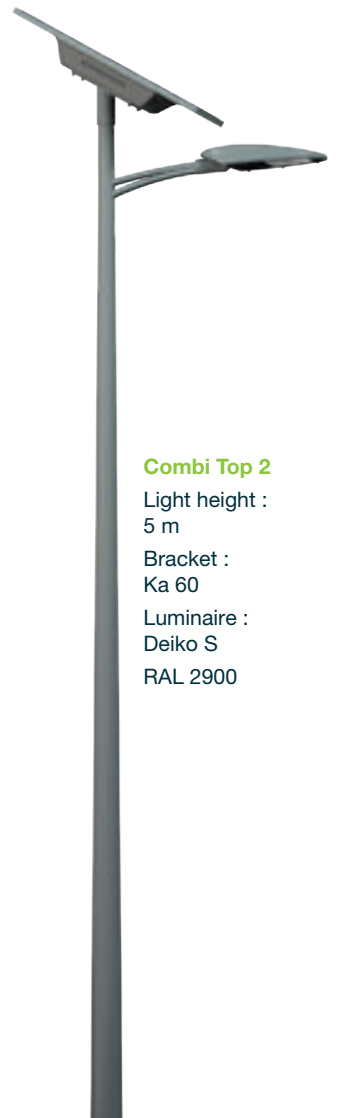 Combi Top 2
Light height :
5 m
Bracket :
Ka 60
Luminaire :
Deiko S
RAL 2900